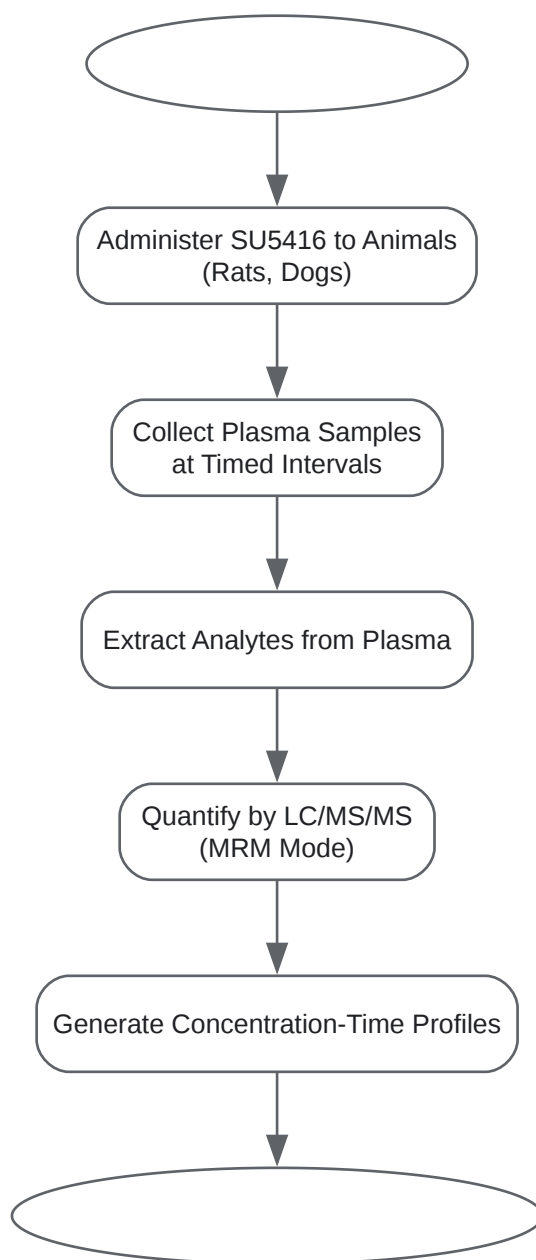 Administer SU5416 to Animals
(Rats, Dogs)
Collect Plasma Samples
at Timed Intervals
Extract Analytes from Plasma
Quantify by LC/MS/MS
(MRM Mode)
Generate Concentration-Time Profiles